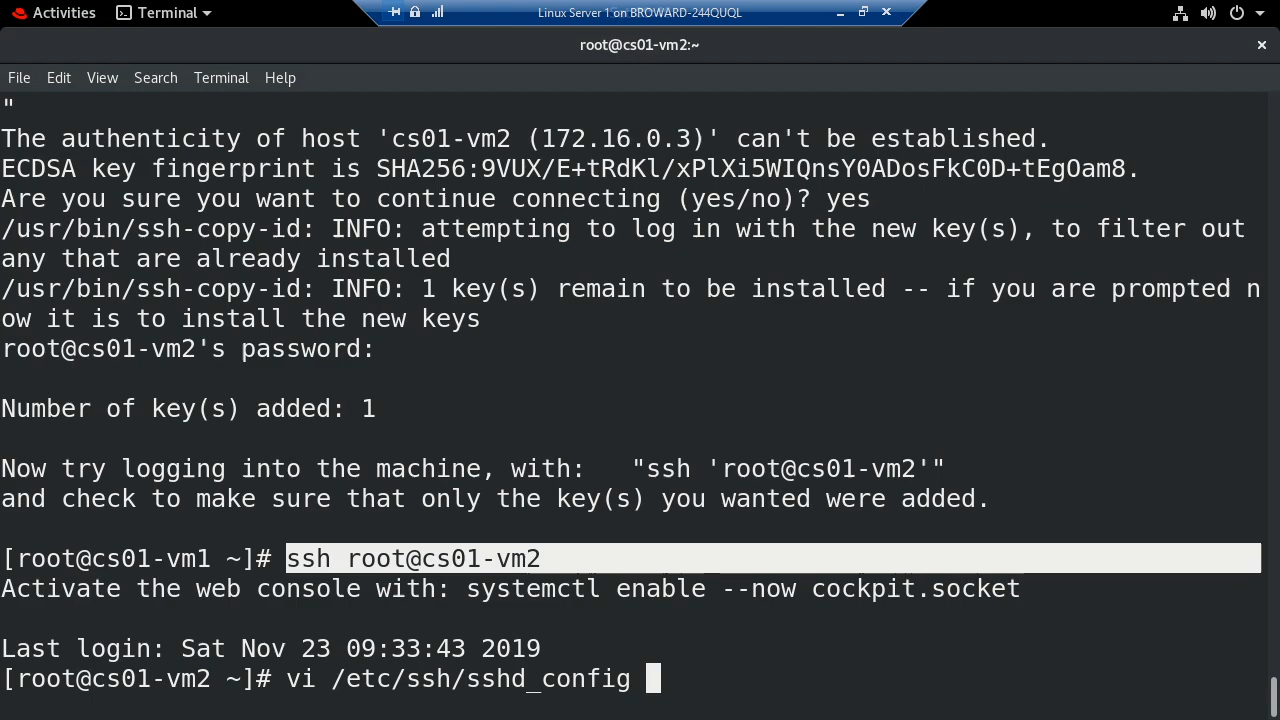 Activities Terminal Linux Server 1 on BROWARD-244QUQL
root@cs01-vm2:~
File Edit View Search Terminal Help
"
The authenticity of host 'cs01-vm2 (172.16.0.3)' can't be established.
ECDSA key fingerprint is SHA256:9VUX/E+tRdKl/xPlXi5WIQnsY0ADosFkC0D+tEgOam8.
Are you sure you want to continue connecting (yes/no)? yes
/usr/bin/ssh-copy-id: INFO: attempting to log in with the new key(s), to filter out
any that are already installed
/usr/bin/ssh-copy-id: INFO: 1 key(s) remain to be installed -- if you are prompted n
ow it is to install the new keys
root@cs01-vm2's password:
Number of key(s) added: 1
Now try logging into the machine, with:   "ssh 'root@cs01-vm2'"
and check to make sure that only the key(s) you wanted were added.
[root@cs01-vm1 ~]# ssh root@cs01-vm2
Activate the web console with: systemctl enable --now cockpit.socket
Last login: Sat Nov 23 09:33:43 2019
[root@cs01-vm2 ~]# vi /etc/ssh/sshd_config